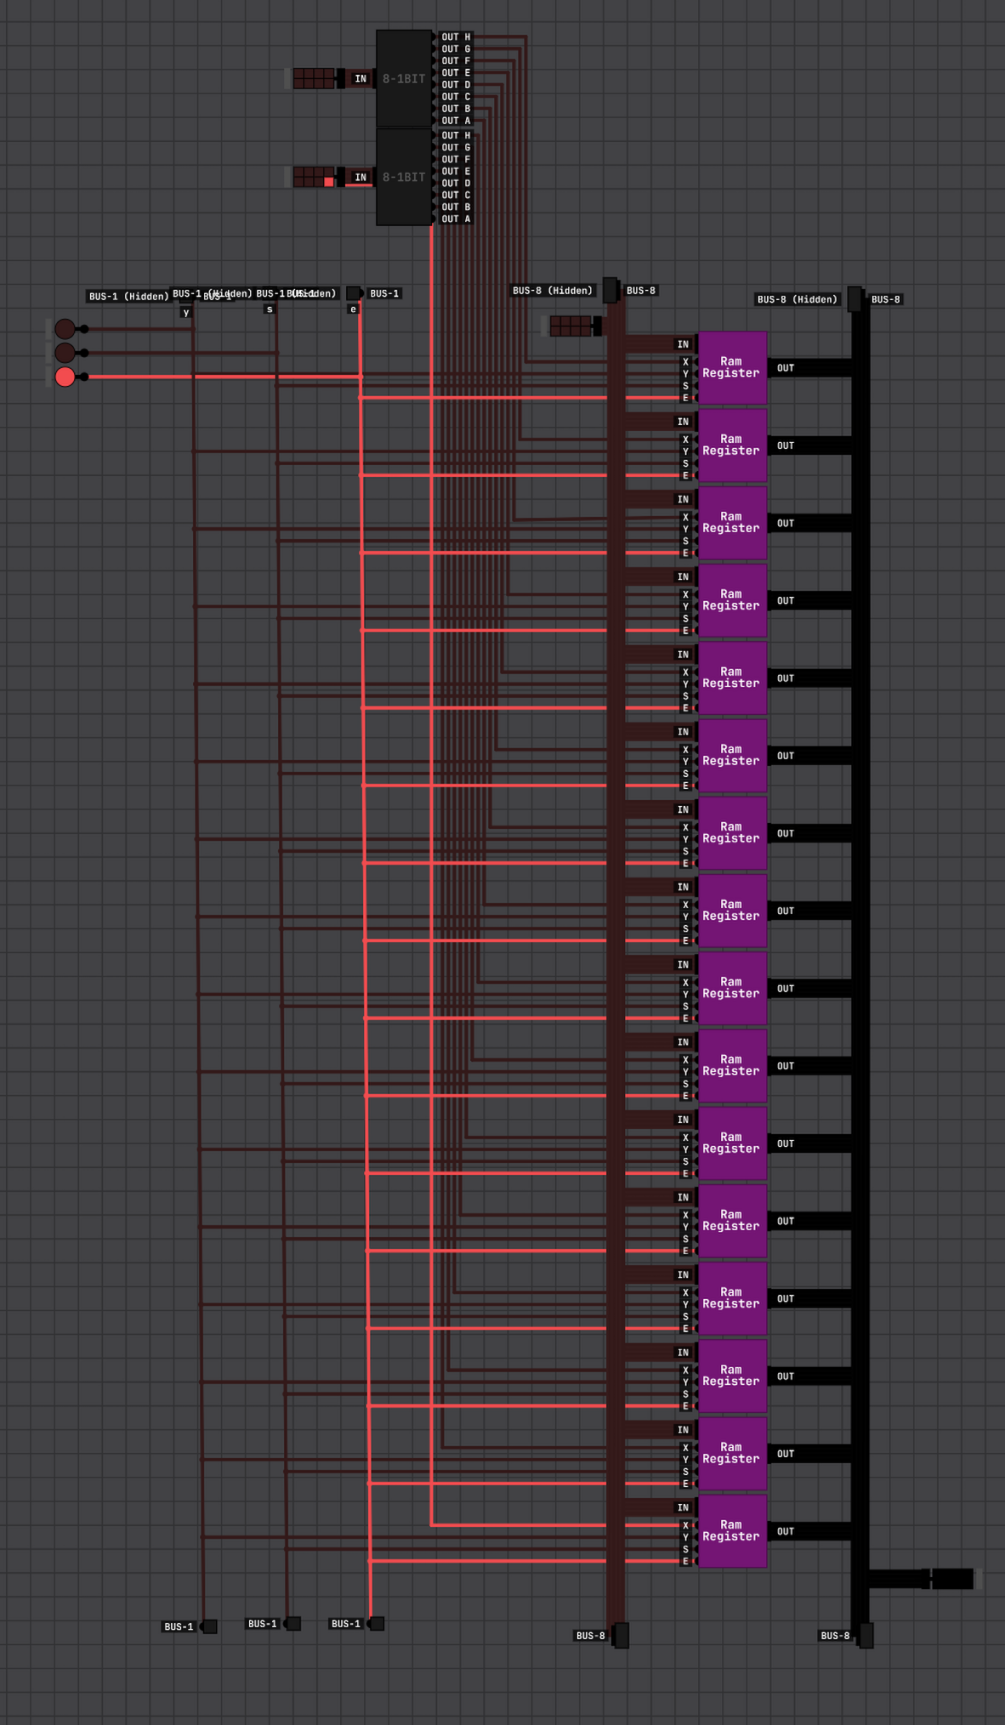 OUT H
OUT G
OUT F
IN 8-1BIT OUT E
OUT D
OUT C
OUT B
OUT A
OUT H
OUT G
OUT F
IN 8-1BIT OUT E
OUT D
OUT C
OUT B
OUT A
BUS-1 (Hidden) BUS-1 (Hidden) BUS-1 BUS-1 (Hidden) BUS-1
y s e
BUS-8 (Hidden) BUS-8
BUS-8 (Hidden) BUS-8
IN
X Ram OUT
Y Register
S
E
IN
X Ram OUT
Y Register
S
E
IN
X Ram OUT
Y Register
S
E
IN
X Ram OUT
Y Register
S
E
IN
X Ram OUT
Y Register
S
E
IN
X Ram OUT
Y Register
S
E
IN
X Ram OUT
Y Register
S
E
IN
X Ram OUT
Y Register
S
E
IN
X Ram OUT
Y Register
S
E
IN
X Ram OUT
Y Register
S
E
IN
X Ram OUT
Y Register
S
E
IN
X Ram OUT
Y Register
S
E
IN
X Ram OUT
Y Register
S
E
IN
X Ram OUT
Y Register
S
E
IN
X Ram OUT
Y Register
S
E
IN
X Ram OUT
Y Register
S
E
BUS-1 BUS-1 BUS-1 BUS-8 BUS-8